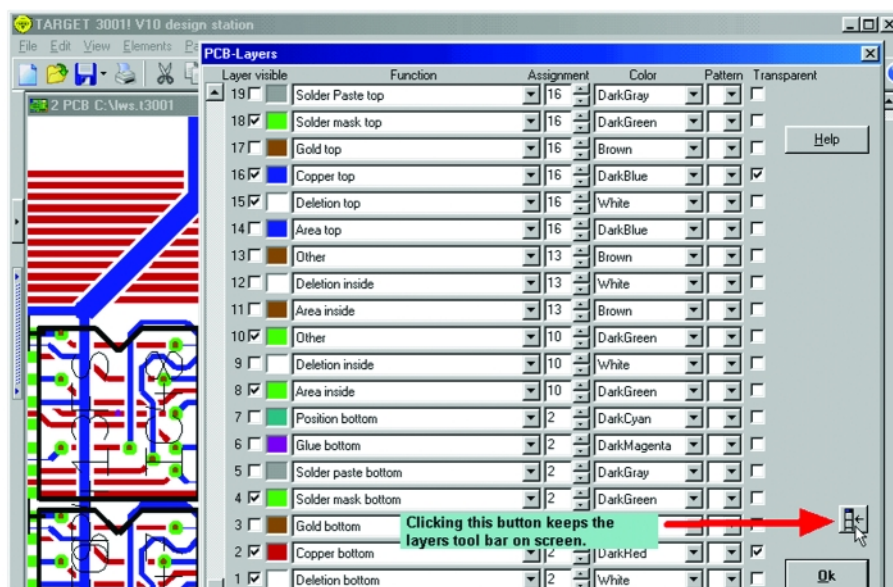 TARGET 3001! V10 design station
File Edit View Elements Pa
2 PCB C:\lws.t3001
PCB-Layers
Layer visible Function Assignment Color Pattern Transparent
19 Solder Paste top 16 DarkGray
18 Solder mask top 16 DarkGreen
17 Gold top 16 Brown
16 Copper top 16 DarkBlue
15 Deletion top 16 White
14 Area top 16 DarkBlue
13 Other 13 Brown
12 Deletion inside 13 White
11 Area inside 13 Brown
10 Other 10 DarkGreen
9 Deletion inside 10 White
8 Area inside 10 DarkGreen
7 Position bottom 2 DarkCyan
6 Glue bottom 2 DarkMagenta
5 Solder paste bottom 2 DarkGray
4 Solder mask bottom 2 DarkGreen
3 Gold bottom
2 Copper bottom 2 DarkRed
1 Deletion bottom 2 White
Help
Clicking this button keeps the
layers tool bar on screen.
Ok